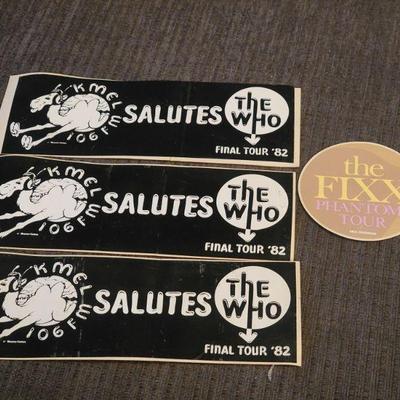 KMEL
106 FM
SALUTES
THE
WHO
FINAL TOUR '82
KMEL
106 FM
SALUTES
THE
WHO
FINAL TOUR '82
KMEL
106 FM
SALUTES
THE
WHO
FINAL TOUR '82
the
FIXX
PHANTOM
TOUR